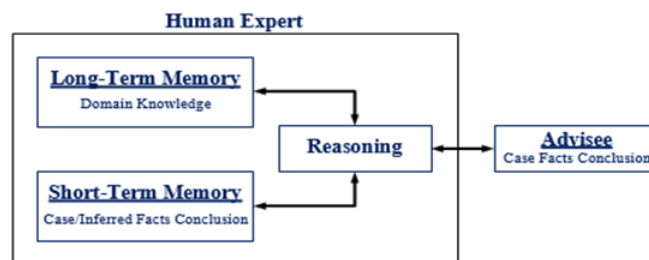 Human Expert
Long-Term Memory
Domain Knowledge
Reasoning
Advisee
Case Facts Conclusion
Short-Term Memory
Case/Inferred Facts Conclusion